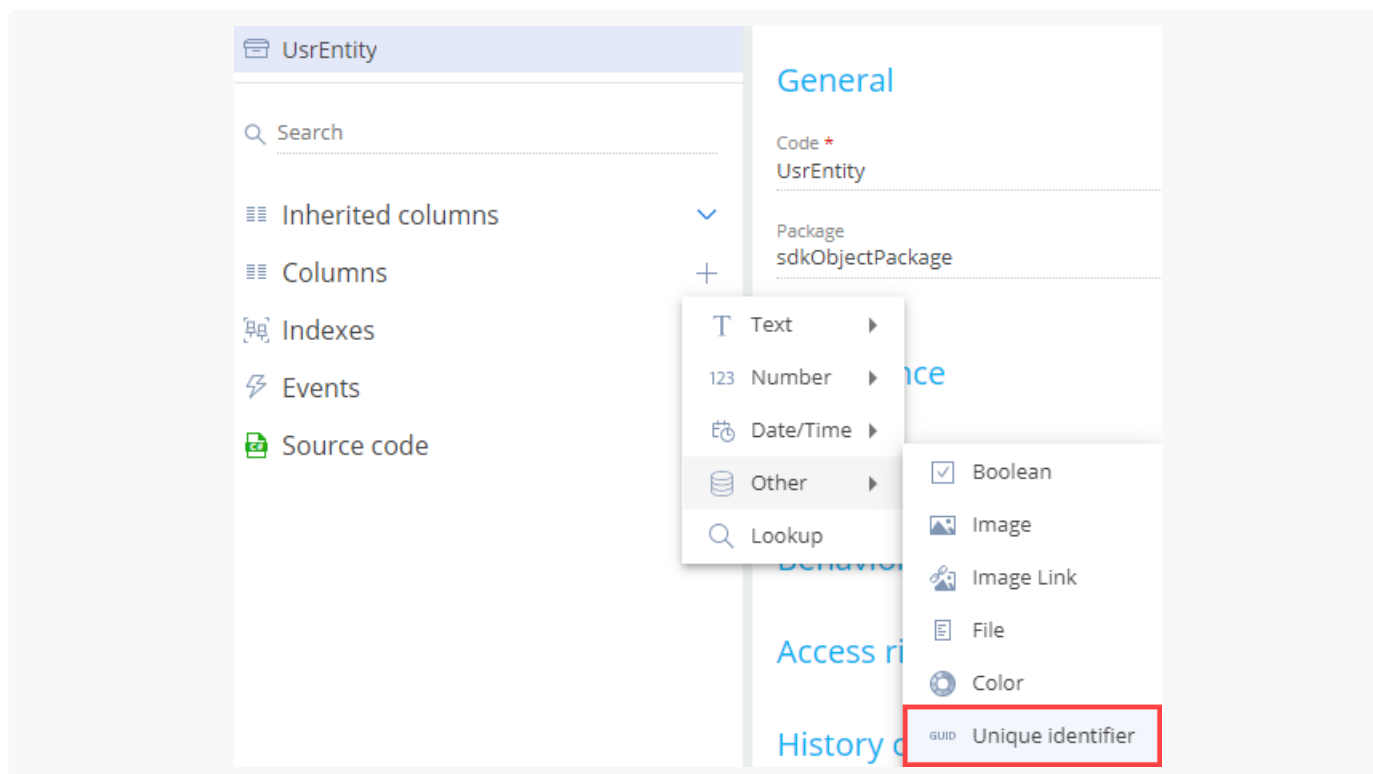 UsrEntity
Search
Inherited columns
Columns
Indexes
Events
Source code
C#
General
Code *
UsrEntity
Package
sdkObjectPackage
T Text
123 Number
Date/Time
Other
Lookup
Access
History
Boolean
Image
Image Link
File
Color
GUID Unique identifier